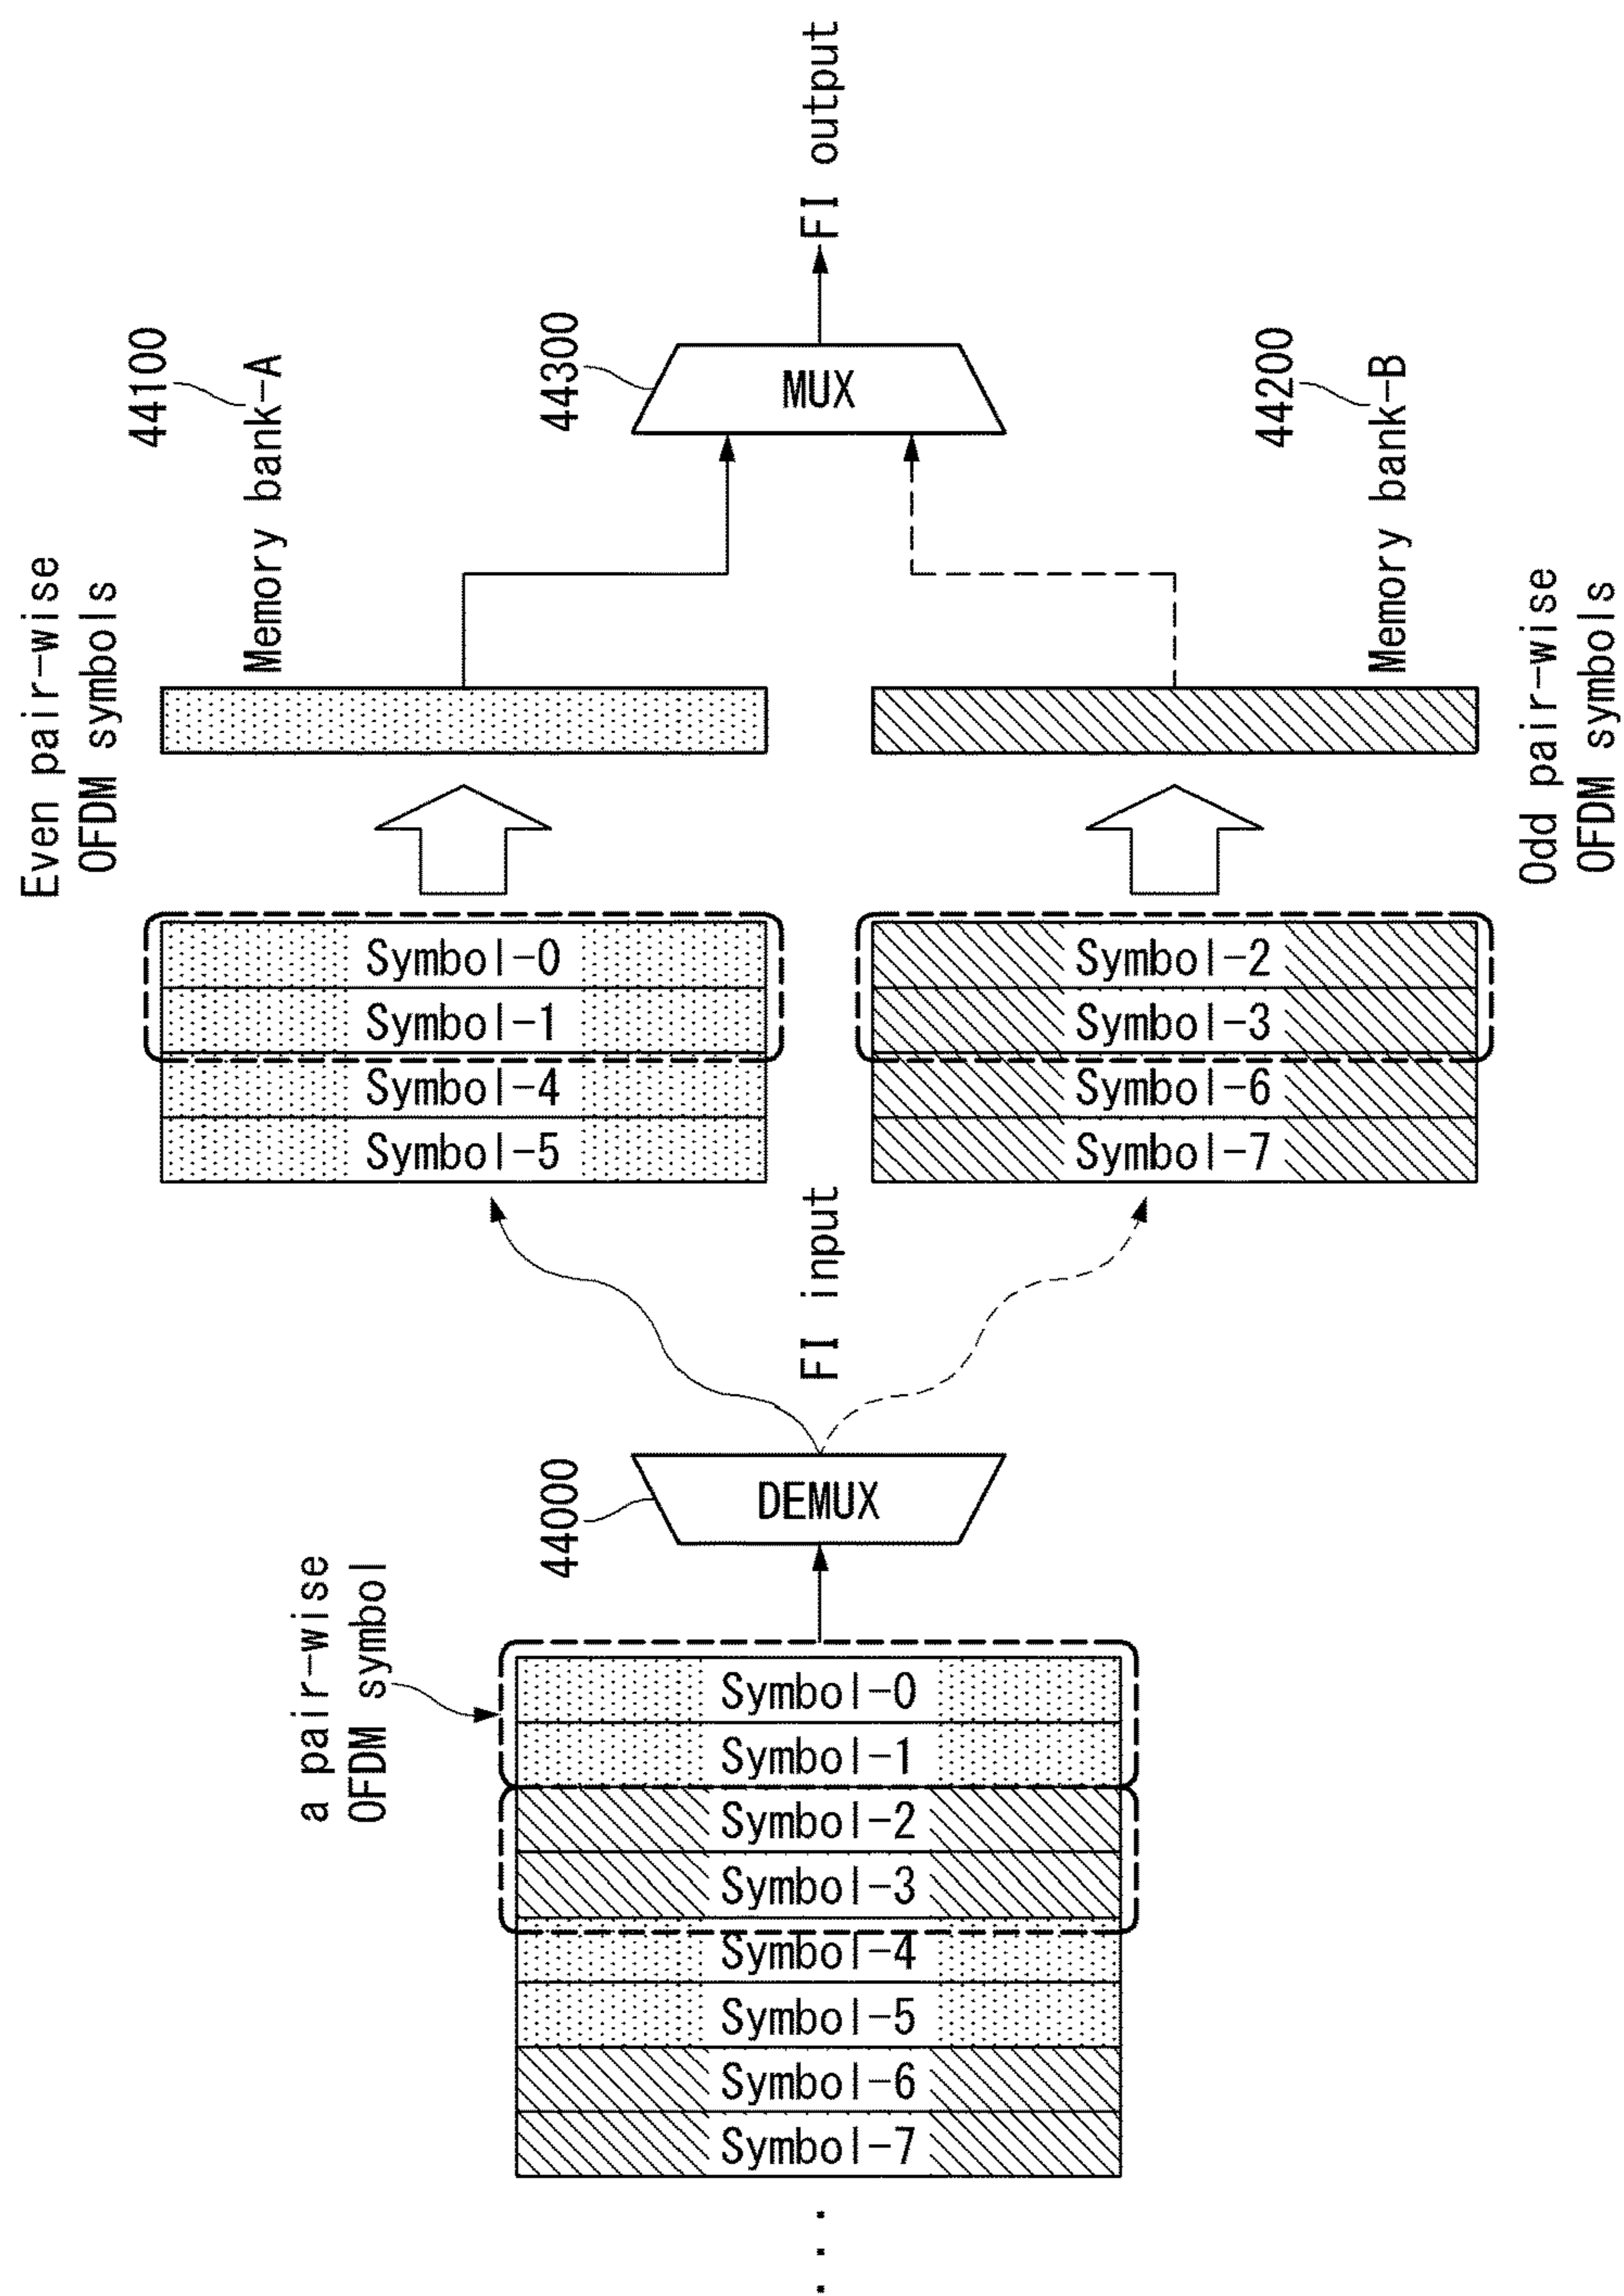 Even pair-wise
OFDM symbols
44100
Memory bank-A
Symbol-0
Symbol-1
Symbol-4
Symbol-5
44300
MUX
FI output
a pair-wise
OFDM symbol
44000
DEMUX
FI input
Symbol-0
Symbol-1
Symbol-2
Symbol-3
Symbol-4
Symbol-5
Symbol-6
Symbol-7
. . .
Symbol-2
Symbol-3
Symbol-6
Symbol-7
44200
Memory bank-B
Odd pair-wise
OFDM symbols